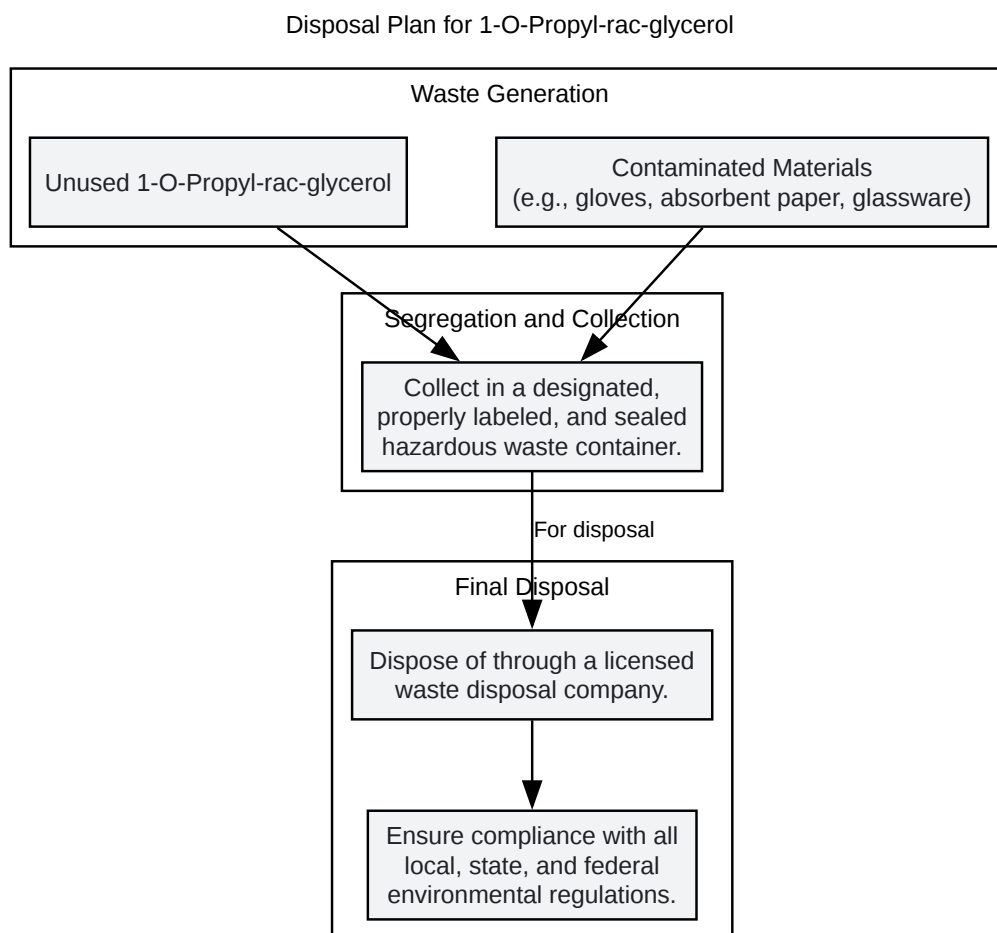 Disposal Plan for 1-O-Propyl-rac-glycerol
Waste Generation
Unused 1-O-Propyl-rac-glycerol
Contaminated Materials
(e.g., gloves, absorbent paper, glassware)
Segregation and Collection
Collect in a designated,
properly labeled, and sealed
hazardous waste container.
For disposal
Final Disposal
Dispose of through a licensed
waste disposal company.
Ensure compliance with all
local, state, and federal
environmental regulations.